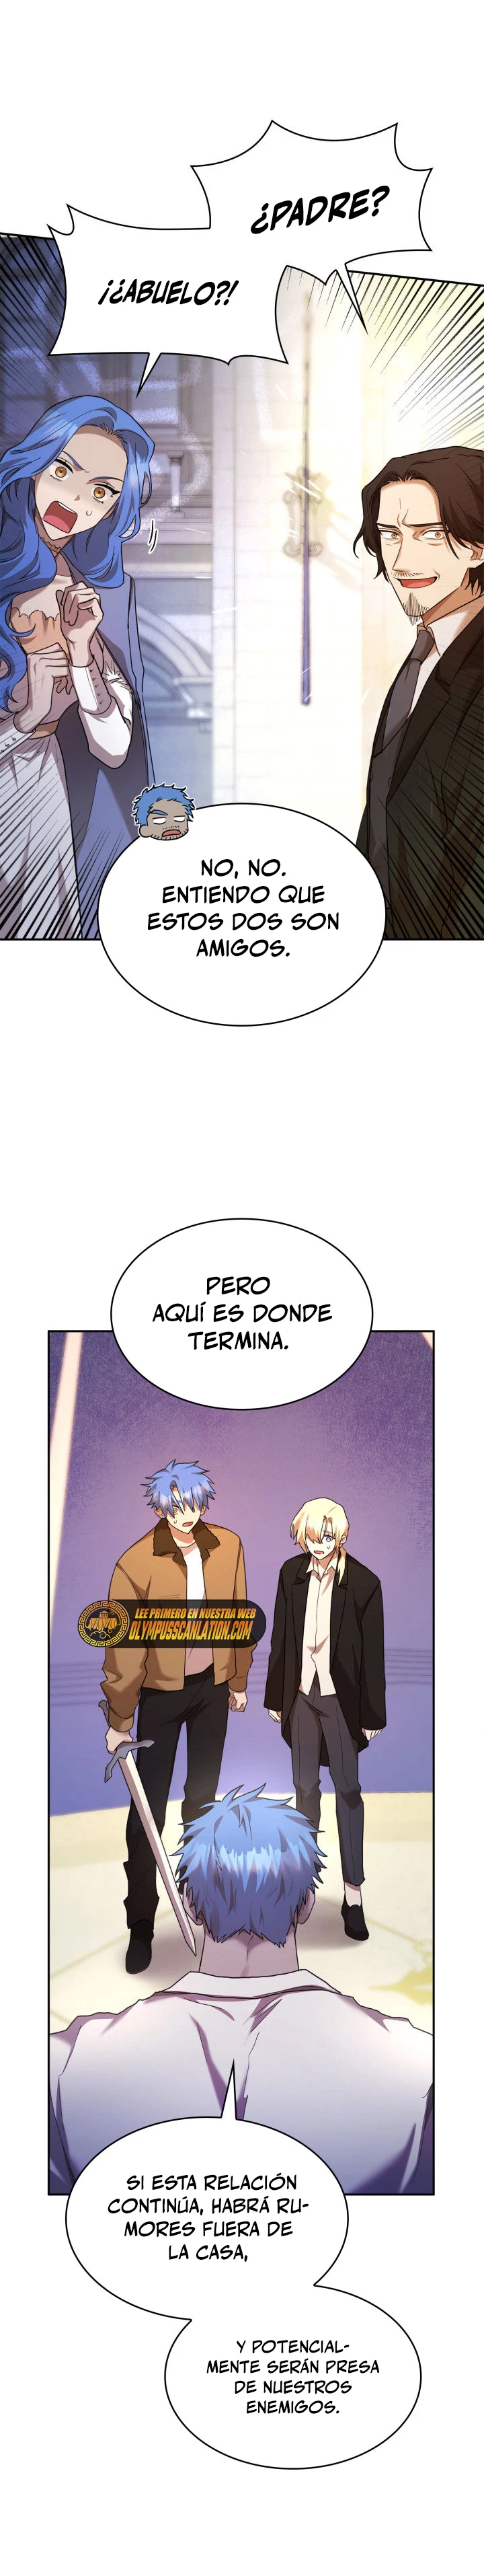 ¿PADRE?
¡¿ABUELO?!
NO, NO.
ENTIENDO QUE
ESTOS DOS SON
AMIGOS.
PERO
AQUÍ ES DONDE
TERMINA.
LEE PRIMERO EN NUESTRA WEB
OLYMPUSSCANLATION.COM
SI ESTA RELACIÓN
CONTINÚA, HABRÁ RU-
MORES FUERA DE
LA CASA,
Y POTENCIAL-
MENTE SERÁN PRESA
DE NUESTROS
ENEMIGOS.